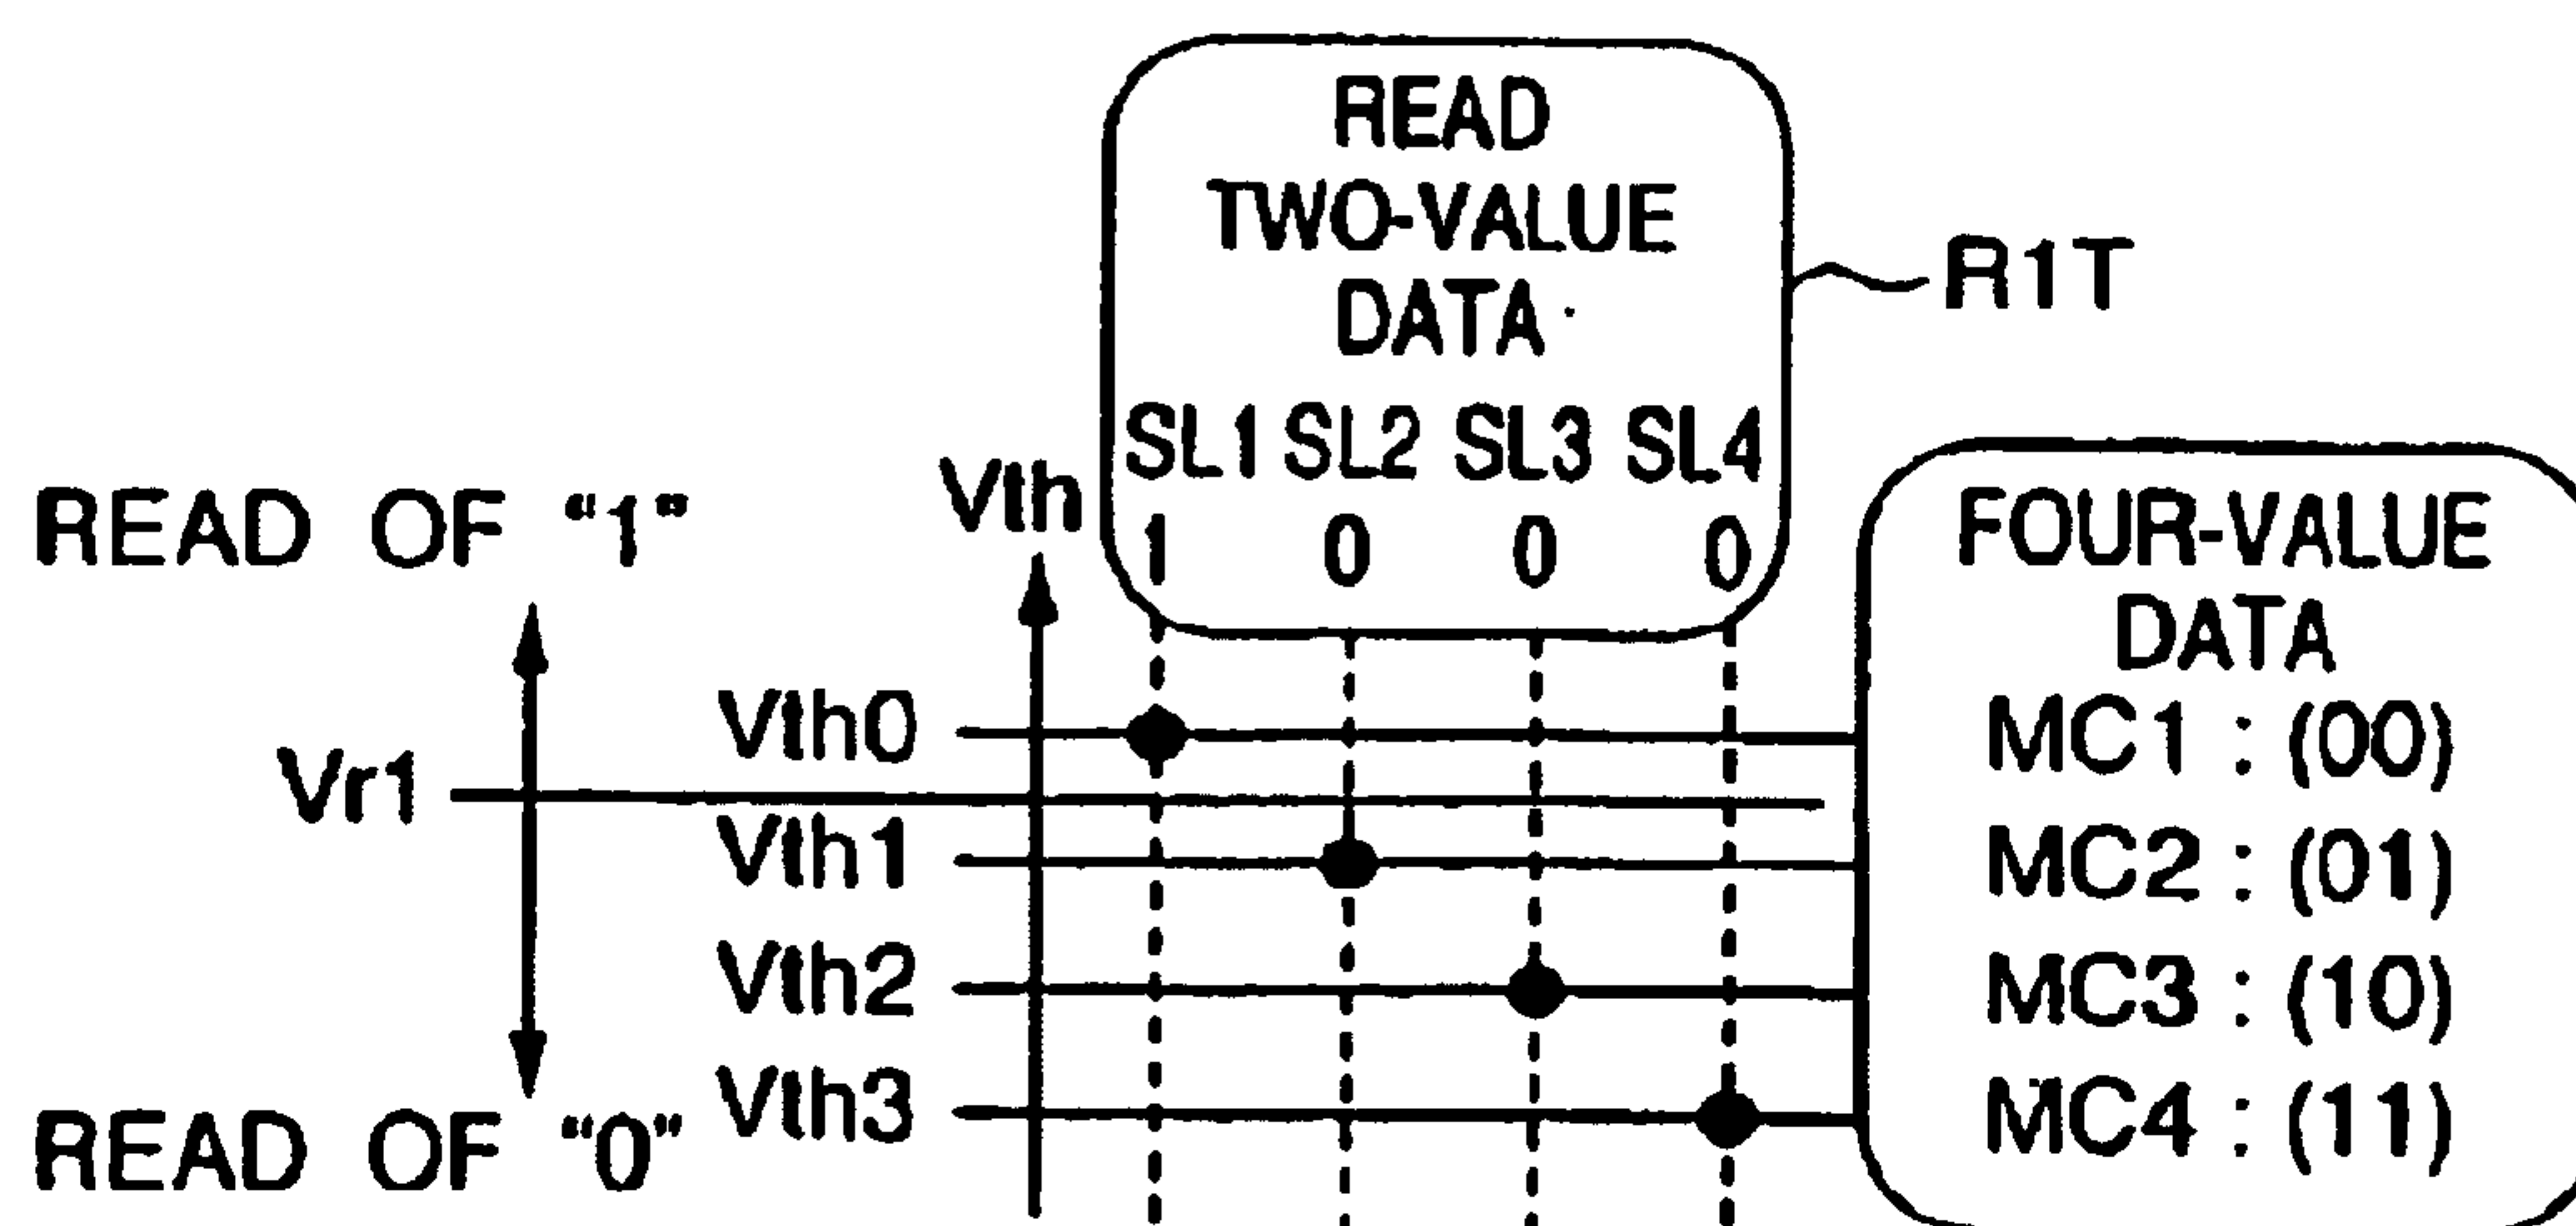 READ
TWO-VALUE
DATA
SL1 SL2 SL3 SL4
1 0 0 0
R1T
READ OF "1"
Vth
Vr1
READ OF "0"
Vth0
Vth1
Vth2
Vth3
FOUR-VALUE
DATA
MC1 : (00)
MC2 : (01)
MC3 : (10)
MC4 : (11)